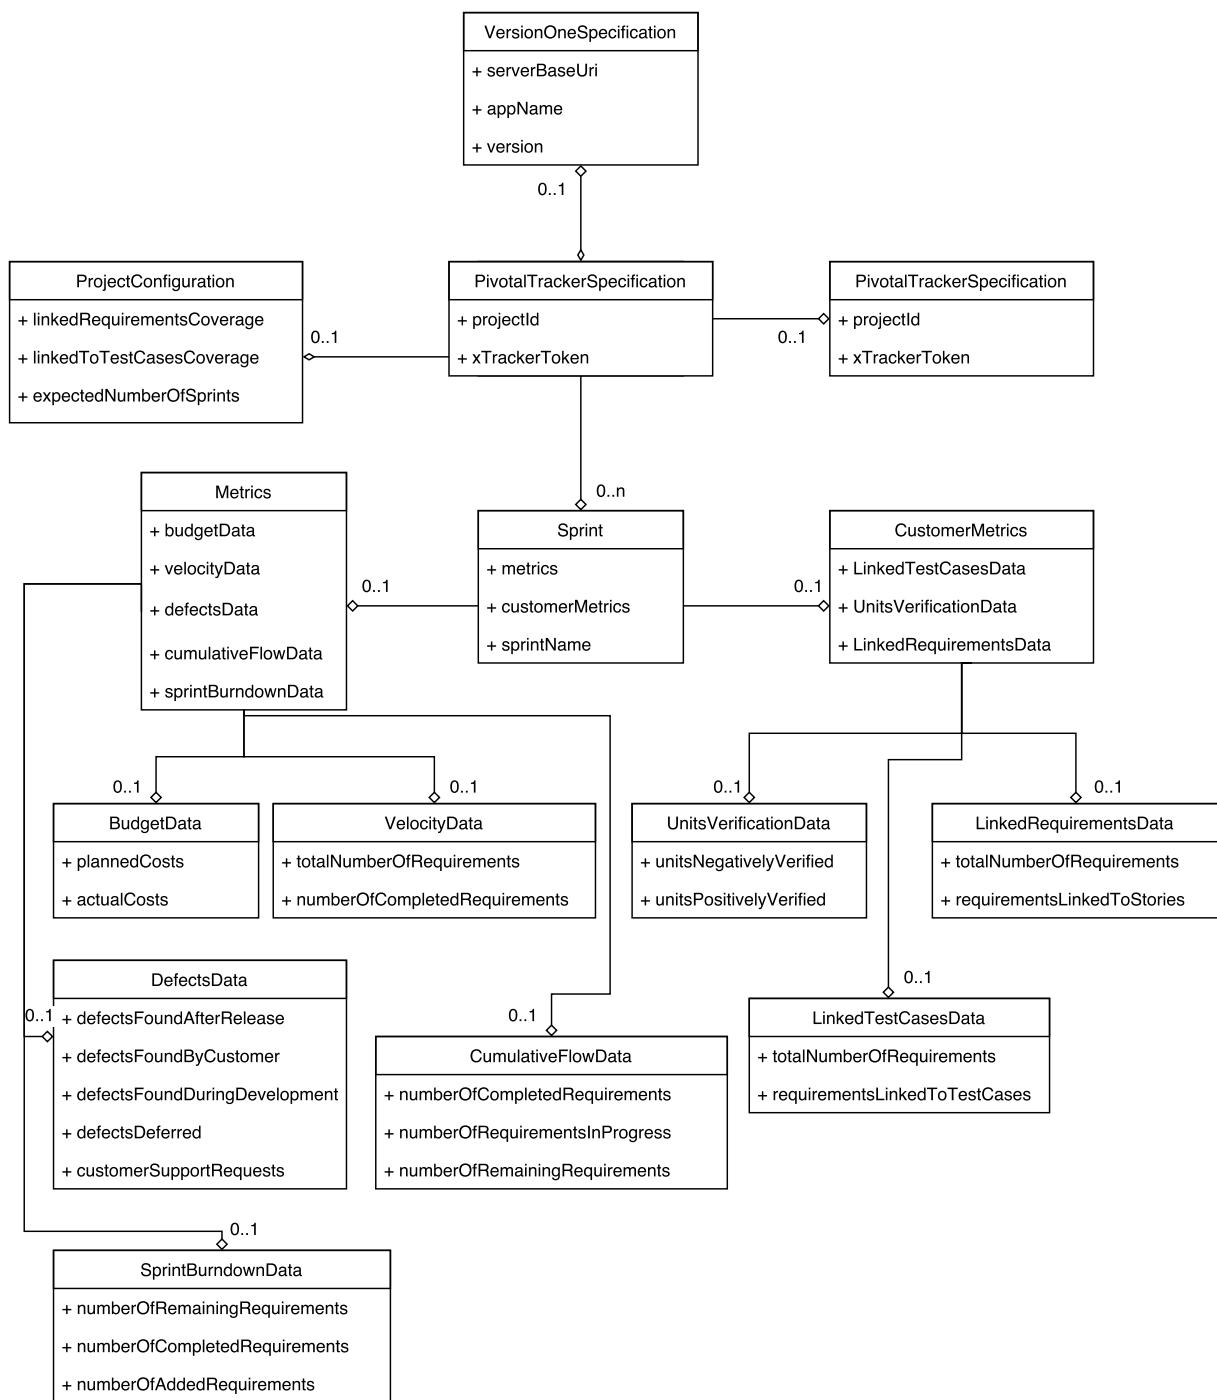 VersionOneSpecification
+ serverBaseUri
+ appName
+ version
0..1
ProjectConfiguration
+ linkedRequirementsCoverage
+ linkedToTestCasesCoverage
+ expectedNumberOfSprints
0..1
PivotalTrackerSpecification
+ projectId
+ xTrackerToken
0..1
PivotalTrackerSpecification
+ projectId
+ xTrackerToken
0..n
Metrics
+ budgetData
+ velocityData
+ defectsData
+ cumulativeFlowData
+ sprintBurndownData
0..1
Sprint
+ metrics
+ customerMetrics
+ sprintName
0..1
CustomerMetrics
+ LinkedTestCasesData
+ UnitsVerificationData
+ LinkedRequirementsData
0..1
BudgetData
+ plannedCosts
+ actualCosts
0..1
VelocityData
+ totalNumberOfRequirements
+ numberOfCompletedRequirements
0..1
UnitsVerificationData
+ unitsNegativelyVerified
+ unitsPositivelyVerified
0..1
LinkedRequirementsData
+ totalNumberOfRequirements
+ requirementsLinkedToStories
0..1
DefectsData
+ defectsFoundAfterRelease
+ defectsFoundByCustomer
+ defectsFoundDuringDevelopment
+ defectsDeferred
+ customerSupportRequests
0..1
CumulativeFlowData
+ numberOfCompletedRequirements
+ numberOfRequirementsInProgress
+ numberOfRemainingRequirements
0..1
LinkedTestCasesData
+ totalNumberOfRequirements
+ requirementsLinkedToTestCases
0..1
SprintBurndownData
+ numberOfRemainingRequirements
+ numberOfCompletedRequirements
+ numberOfAddedRequirements